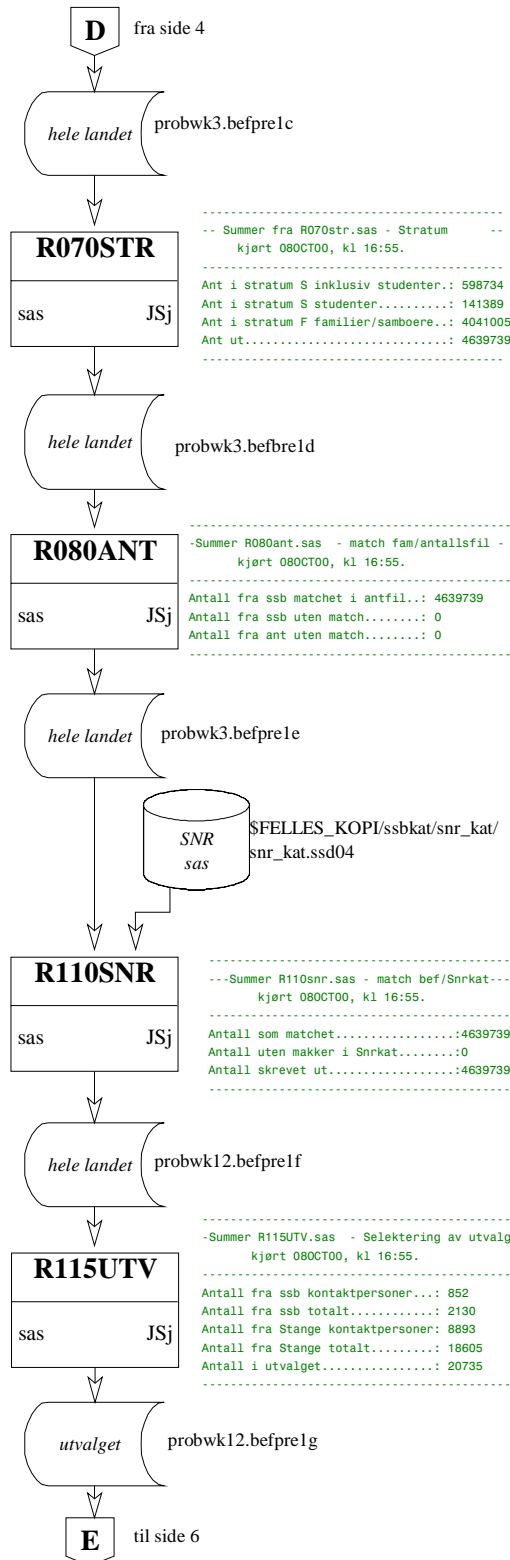 D fra side 4
hele landet probwk3.befpre1c
-------------------------------------------
-- Summer fra R070str.sas - Stratum --
kjørt 08OCT00, kl 16:55.
-------------------------------------------
R070STR
sas JSj
Ant i stratum S inklusiv studenter.: 598734
Ant i stratum S studenter..........: 141389
Ant i stratum F familier/samboere..: 4041005
Ant ut.............................: 4639739
-------------------------------------------
hele landet probwk3.befbre1d
----------------------------------------------
-Summer R080ant.sas - match fam/antallsfil -
kjørt 08OCT00, kl 16:55.
----------------------------------------------
R080ANT
sas JSj
Antall fra ssb matchet i antfil..: 4639739
Antall fra ssb uten match........: 0
Antall fra ant uten match........: 0
----------------------------------------------
hele landet probwk3.befpre1e
SNR
sas
$FELLES_KOPI/ssbkat/snr_kat/
snr_kat.ssd04
-------------------------------------------
---Summer R110snr.sas - match bef/Snrkat---
kjørt 08OCT00, kl 16:55.
-------------------------------------------
R110SNR
sas JSj
Antall som matchet.................:4639739
Antall uten makker i Snrkat........:0
Antall skrevet ut..................:4639739
-------------------------------------------
hele landet probwk12.befpre1f
--------------------------------------------
-Summer R115UTV.sas - Selektering av utvalg
kjørt 08OCT00, kl 16:55.
--------------------------------------------
R115UTV
sas JSj
Antall fra ssb kontaktpersoner...: 852
Antall fra ssb totalt............: 2130
Antall fra Stange kontaktpersoner: 8893
Antall fra Stange totalt.........: 18605
Antall i utvalget................: 20735
--------------------------------------------
utvalget probwk12.befpre1g
E til side 6